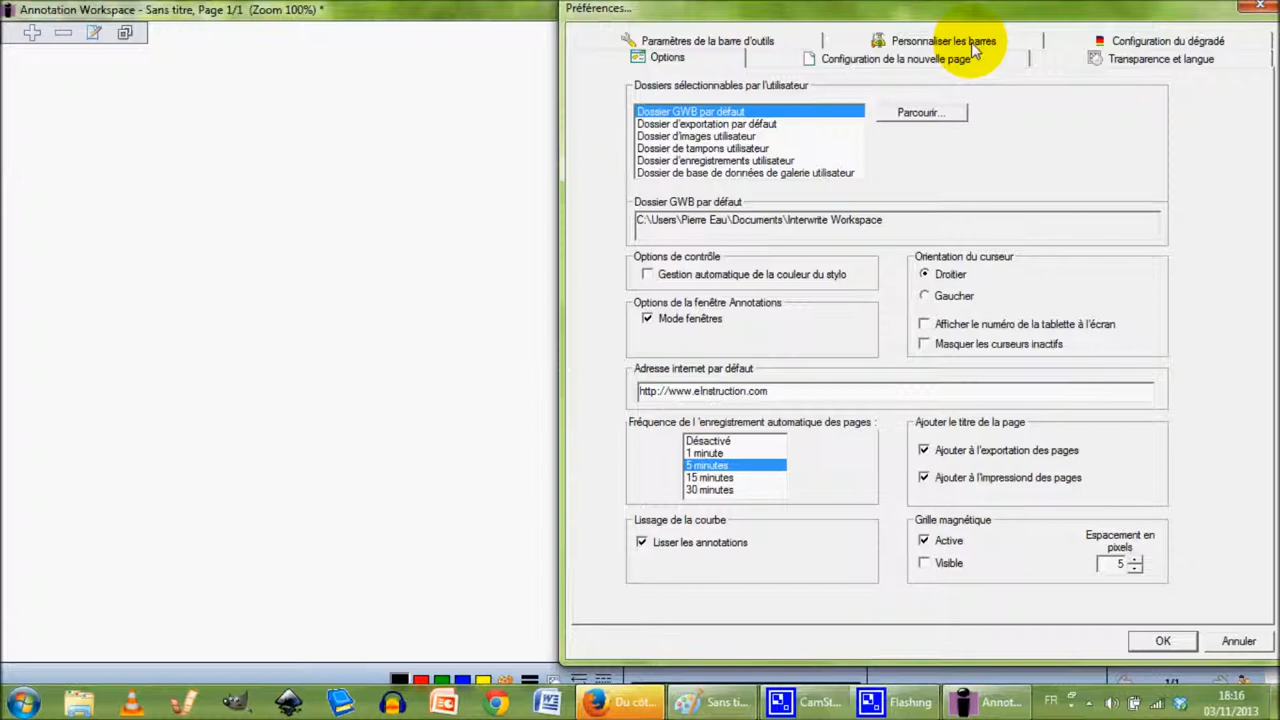 Annotation Workspace - Sans titre, Page 1/1  (Zoom 100%) *
Préférences...
Paramètres de la barre d'outils
Personnaliser les barres
Configuration du dégradé
Options
Configuration de la nouvelle page
Transparence et langue
Dossiers sélectionnables par l'utilisateur
Dossier GWB par défaut
Dossier d'exportation par défaut
Dossier d'images utilisateur
Dossier de tampons utilisateur
Dossier d'enregistrements utilisateur
Dossier de base de données de galerie utilisateur
Parcourir...
Dossier GWB par défaut
C:\Users\Pierre Eau\Documents\Interwrite Workspace
Options de contrôle
Gestion automatique de la couleur du stylo
Orientation du curseur
Droitier
Gaucher
Afficher le numéro de la tablette à l'écran
Masquer les curseurs inactifs
Options de la fenêtre Annotations
Mode fenêtres
Adresse internet par défaut
http://www.eInstruction.com
Fréquence de l 'enregistrement automatique des pages :
Désactivé
1 minute
5 minutes
15 minutes
30 minutes
Ajouter le titre de la page
Ajouter à l'exportation des pages
Ajouter à l'impressiond des pages
Lissage de la courbe
Lisser les annotations
Grille magnétique
Active
Visible
Espacement en
pixels
5
OK
Annuler
1/1
Du côt...
Sans ti...
CamSt...
Flashing
Annot...
FR
18:16
03/11/2013